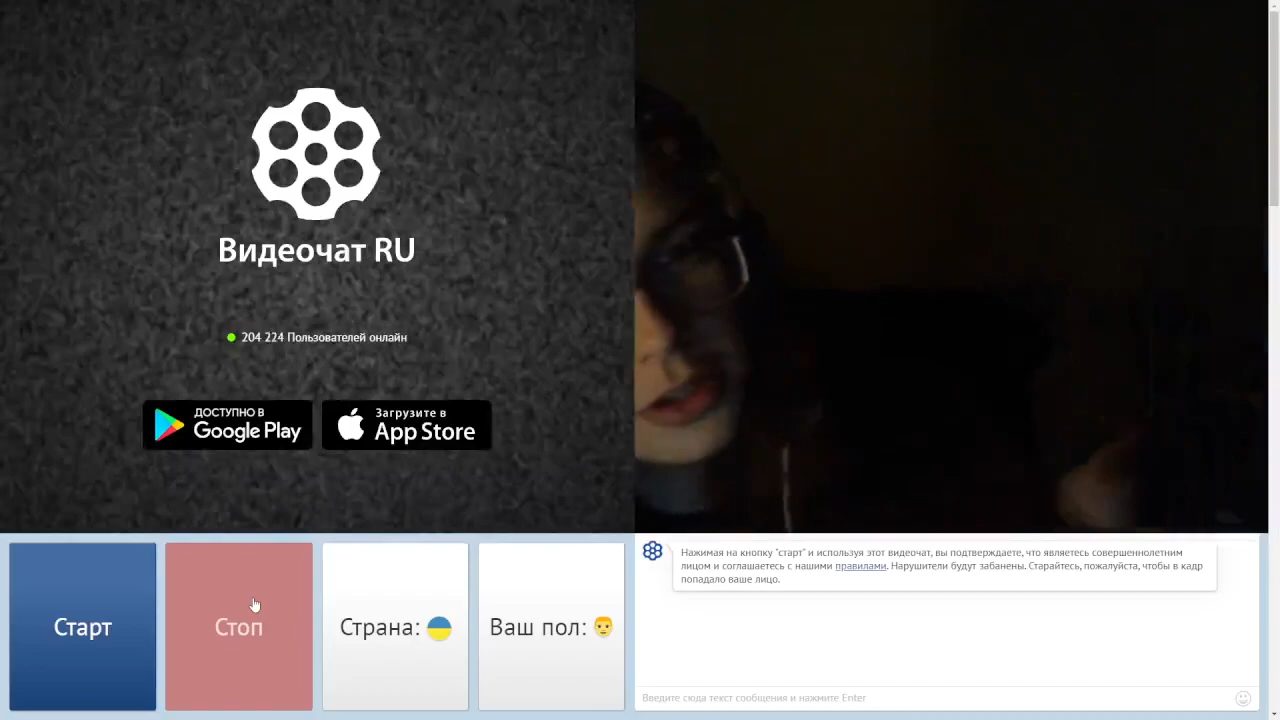 Видеочат RU
204 224 Пользователей онлайн
ДОСТУПНО В
Google Play
Загрузите в
App Store
Старт
Стоп
Страна:
Ваш пол:
Нажимая на кнопку "старт" и используя этот видеочат, вы подтверждаете, что являетесь совершеннолетним
лицом и соглашаетесь с нашими правилами. Нарушители будут забанены. Старайтесь, пожалуйста, чтобы в кадр
попадало ваше лицо.
Введите сюда текст сообщения и нажмите Enter